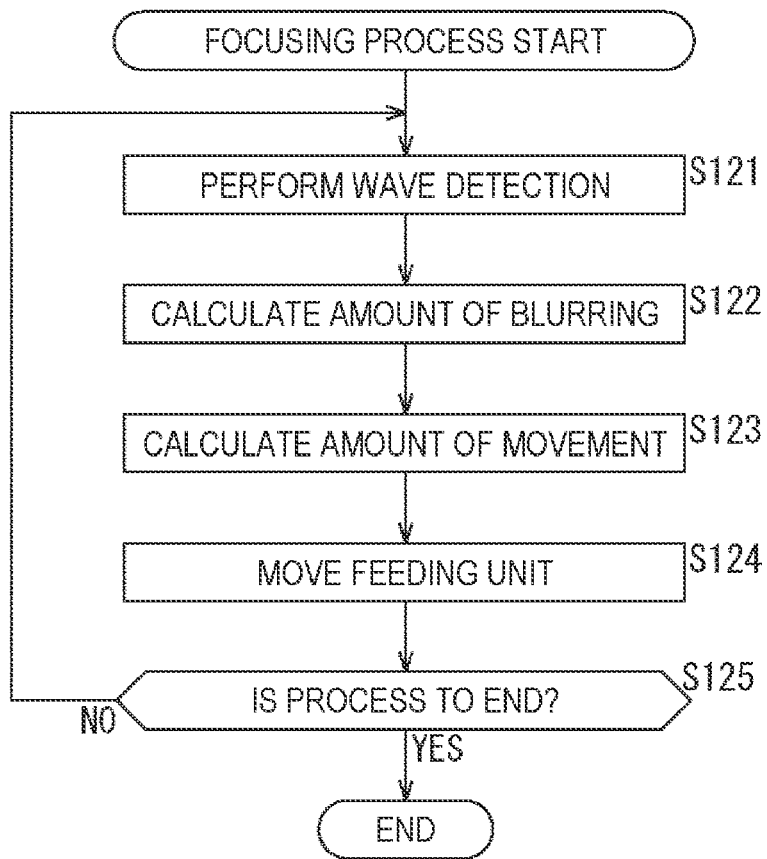 FOCUSING PROCESS START
PERFORM WAVE DETECTION
S121
CALCULATE AMOUNT OF BLURRING
S122
CALCULATE AMOUNT OF MOVEMENT
S123
MOVE FEEDING UNIT
S124
IS PROCESS TO END?
S125
NO
YES
END